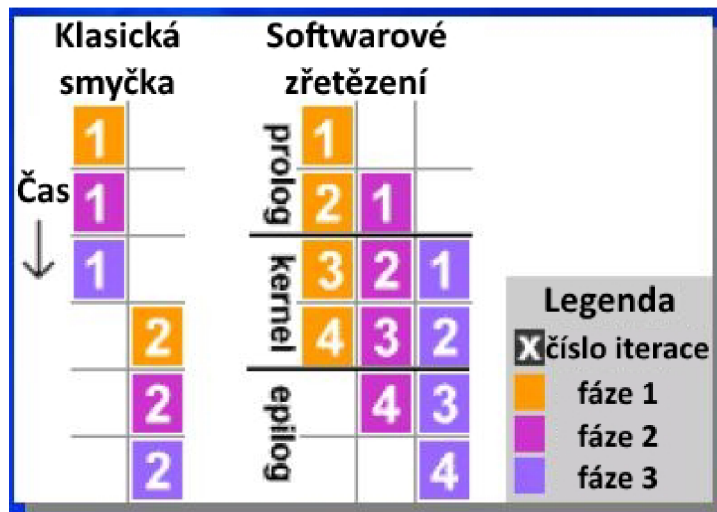 Klasická
smyčka
Softwarové
zřetězení
Čas
1
1
1
2
2
2
prolog
1
2 1
kernel
3 2 1
4 3 2
epilog
4 3
4
Legenda
X číslo iterace
fáze 1
fáze 2
fáze 3